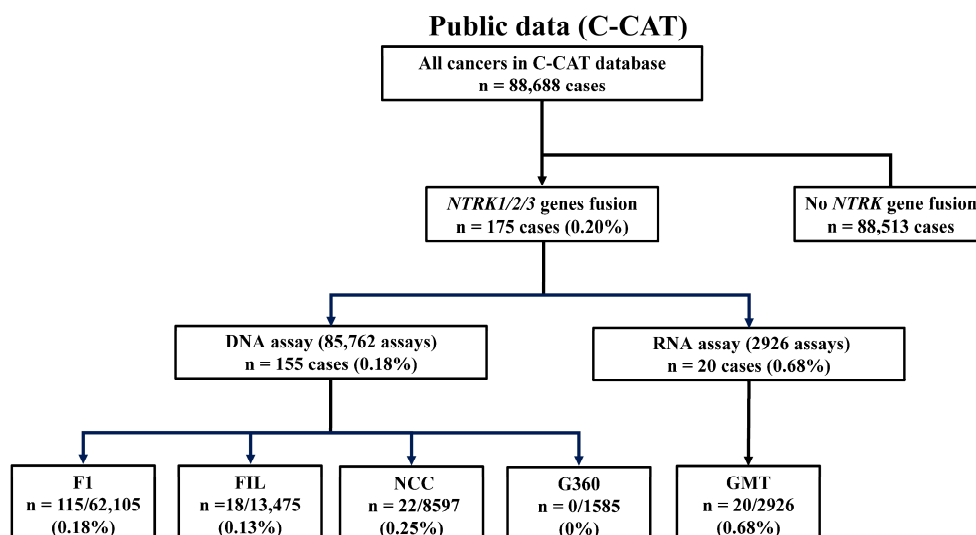 Public data (C-CAT)
All cancers in C-CAT database
n = 88,688 cases
NTRK1/2/3 genes fusion
n = 175 cases (0.20%)
No NTRK gene fusion
n = 88,513 cases
DNA assay (85,762 assays)
n = 155 cases (0.18%)
RNA assay (2926 assays)
n = 20 cases (0.68%)
F1
n = 115/62,105
(0.18%)
FIL
n =18/13,475
(0.13%)
NCC
n = 22/8597
(0.25%)
G360
n = 0/1585
(0%)
GMT
n = 20/2926
(0.68%)